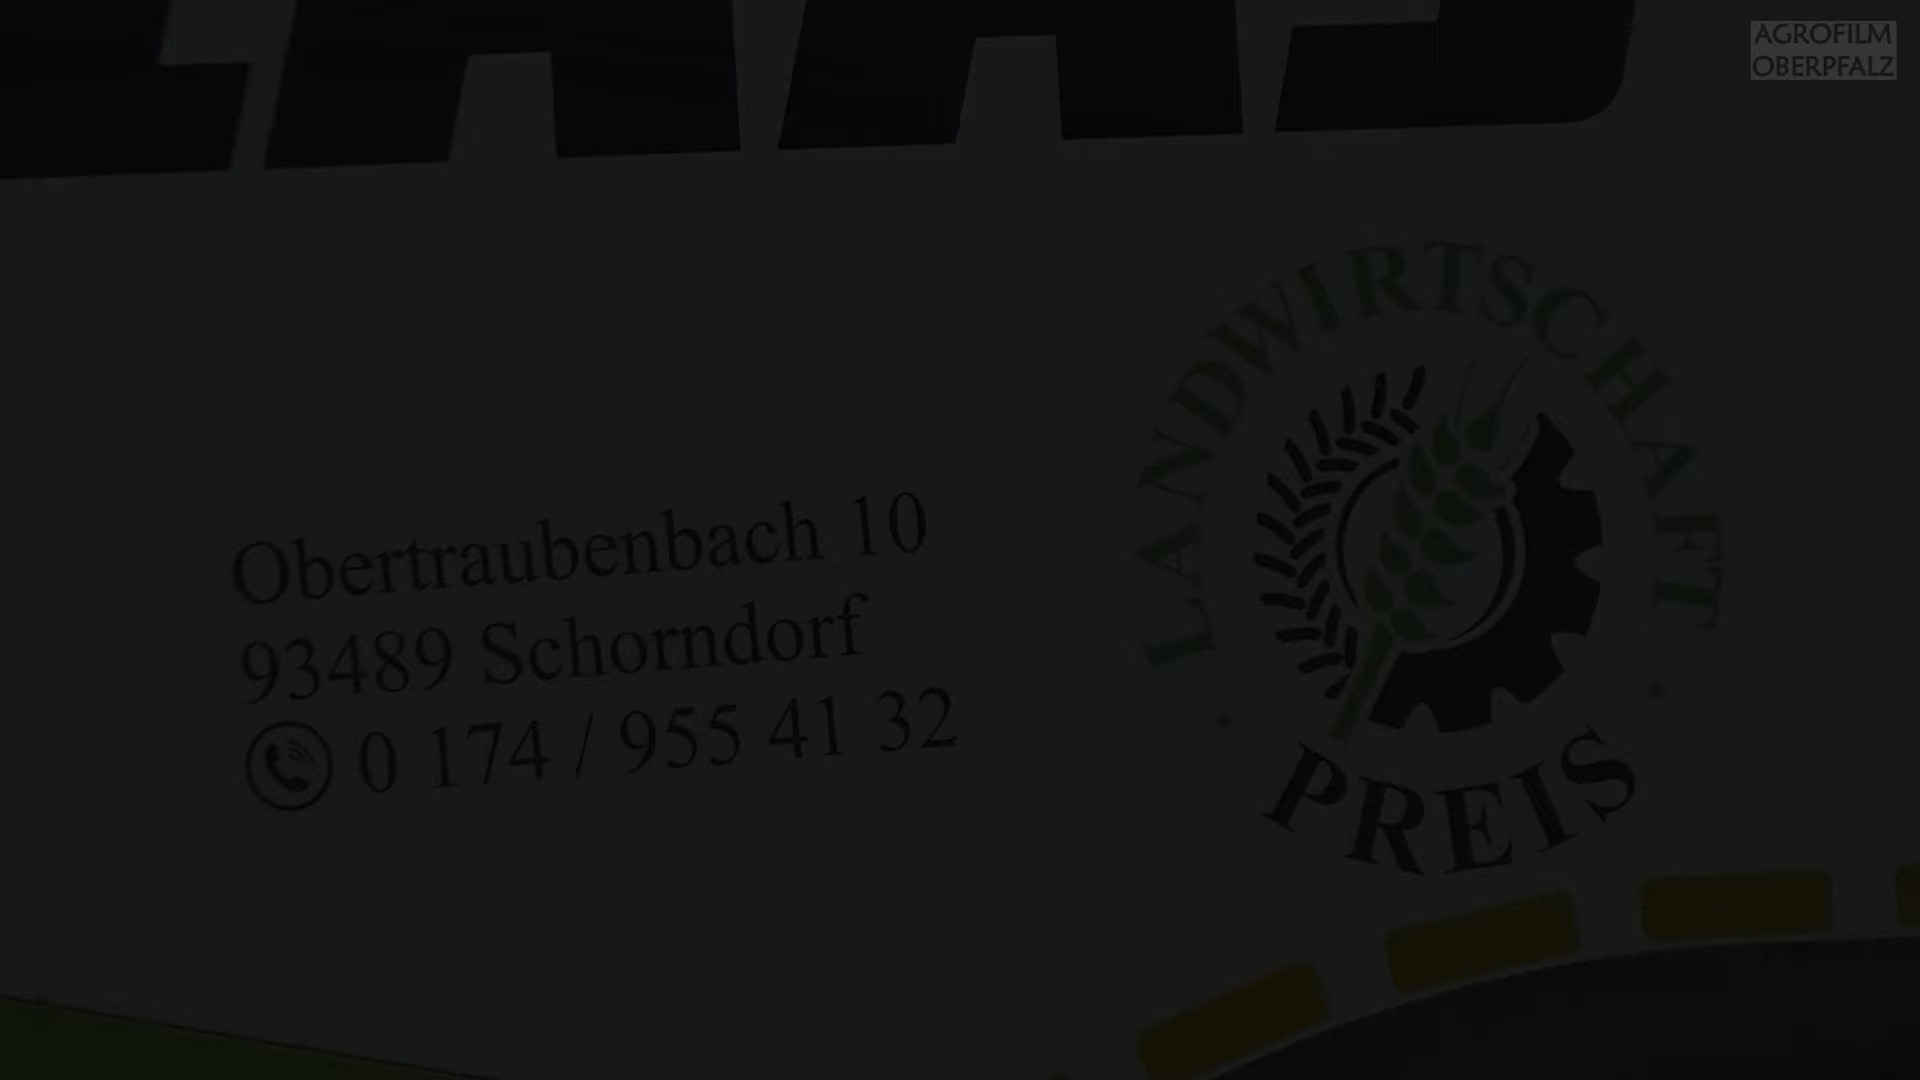 AGROFILM
OBERPFALZ
LANDWIRTSCHAFT
PREIS
Obertraubenbach 10
93489 Schorndorf
0 174 / 955 41 32